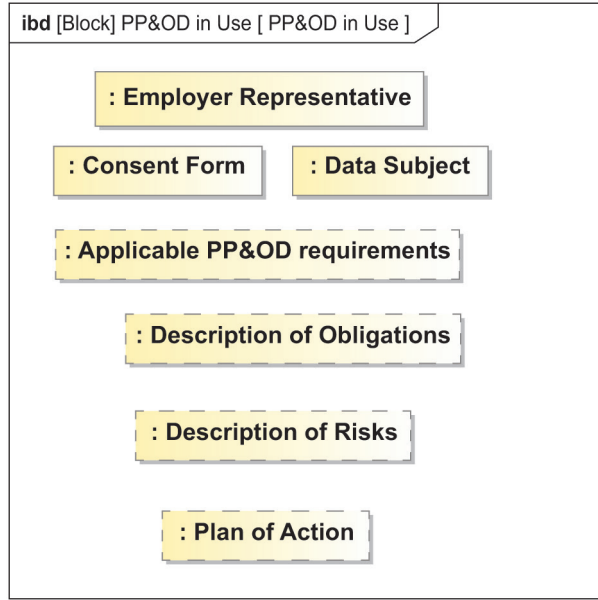 ibd [Block] PP&OD in Use [ PP&OD in Use ]
: Employer Representative
: Consent Form
: Data Subject
: Applicable PP&OD requirements
: Description of Obligations
: Description of Risks
: Plan of Action